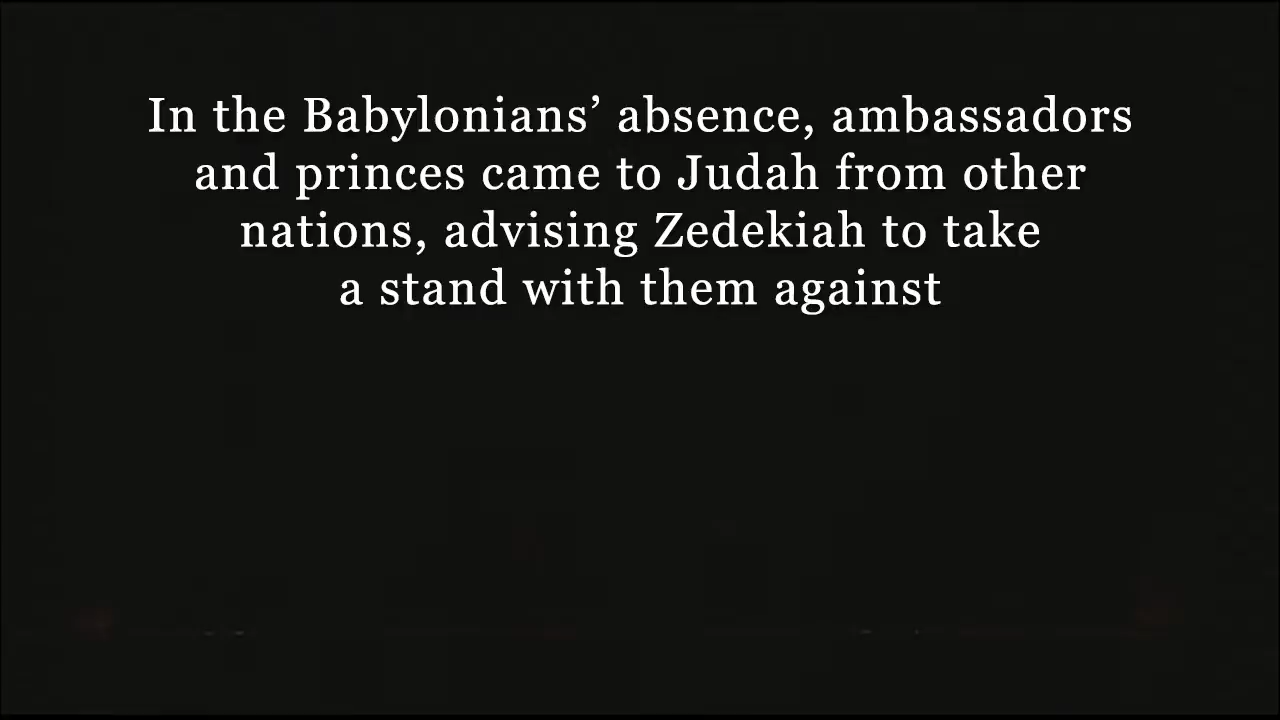 In the Babylonians’ absence, ambassadors
and princes came to Judah from other
nations, advising Zedekiah to take
a stand with them against